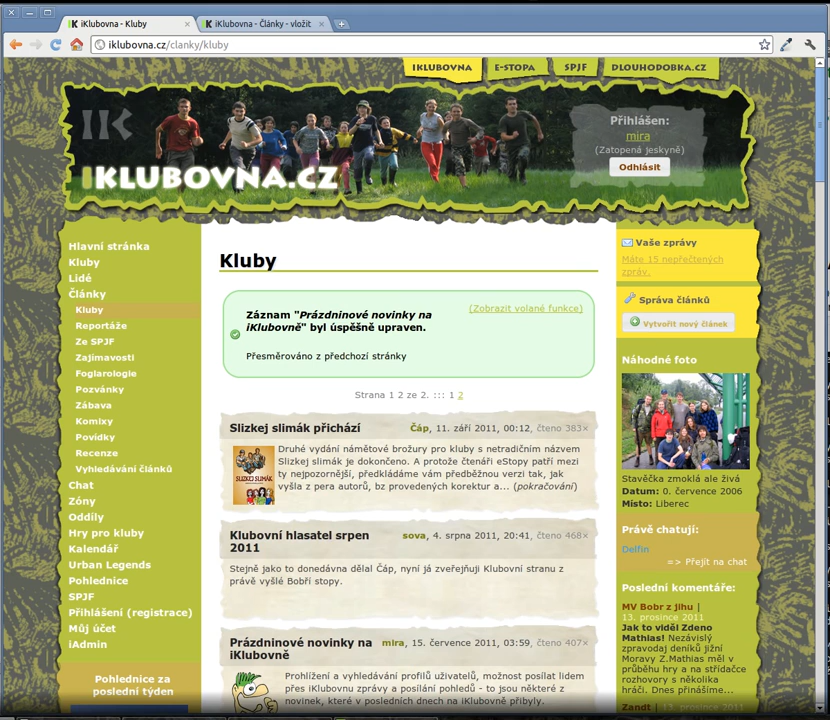 iKlubovna - Kluby
iKlubovna - Články - vložit
iklubovna.cz/clanky/kluby
IKLUBOVNA
E-STOPA
SPJF
DLOUHODOBKA.CZ
IKLUBOVNA.CZ
Přihlášen:
mira
(Zatopená jeskyně)
Odhlásit
Hlavní stránka
Kluby
Lidé
Články
Kluby
Reportáže
Ze SPJF
Zajímavosti
Foglarologie
Pozvánky
Zábava
Komixy
Povídky
Recenze
Vyhledávání článků
Chat
Zóny
Oddíly
Hry pro kluby
Kalendář
Urban Legends
Pohlednice
SPJF
Přihlášení (registrace)
Můj účet
iAdmin
Pohlednice za
poslední týden
Kluby
Záznam "Prázdninové novinky na
iKlubovně" byl úspěšně upraven.
(Zobrazit volané funkce)
Přesměrováno z předchozí stránky
Strana 1 2 ze 2. ::: 1 2
Slizkej slimák přichází
Čáp, 11. září 2011, 00:12, čteno 383×
SLIZKEJ SLIMÁK
Druhé vydání námětové brožury pro kluby s netradičním názvem
Slizkej slimák je dokončeno. A protože čtenáři eStopy patří mezi
ty nejpozornější, předkládáme vám předběžnou verzi tak, jak
vyšla z pera autorů, bz provedených korektur a... (pokračování)
Klubovní hlasatel srpen
2011
sova, 4. srpna 2011, 20:41, čteno 468×
Stejně jako to donedávna dělal Čáp, nyní já zveřejňuji Klubovní stranu z
právě vyšlé Bobří stopy.
Prázdninové novinky na
iKlubovně
mira, 15. července 2011, 03:59, čteno 407×
Prohlížení a vyhledávání profilů uživatelů, možnost posílat lidem
přes iKlubovnu zprávy a posílání pohledů - to jsou některé z
novinek, které v posledních dnech na iKlubovně přibyly.
Vaše zprávy
Máte 15 nepřečtených
zpráv.
Správa článků
Vytvořit nový článek
Náhodné foto
Stavěčka zmoklá ale živá
Datum: 0. července 2006
Místo: Liberec
Právě chatují:
Delfín
=> Přejít na chat
Poslední komentáře:
MV Bobr z jihu |
13. prosince 2011
Jak to viděl Zdeno
Mathias! Nezávislý
zpravodaj deníků jižní
Moravy Z.Mathias měl v
průběhu hry a na střídačce
rozhovory s několika
hráči. Dnes přinášíme...
Zandt | 13. prosince 2011